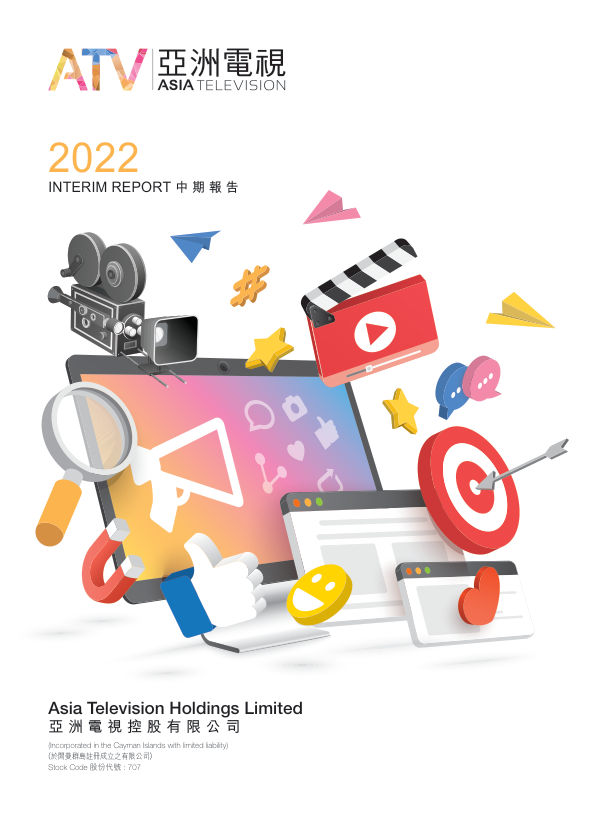 ATV 亞洲電視
ASIA TELEVISION
2022
INTERIM REPORT 中期報告
#
Asia Television Holdings Limited
亞洲電視控股有限公司
(Incorporated in the Cayman Islands with limited liability)
(於開曼群島註冊成立之有限公司)
Stock Code 股份代號 : 707